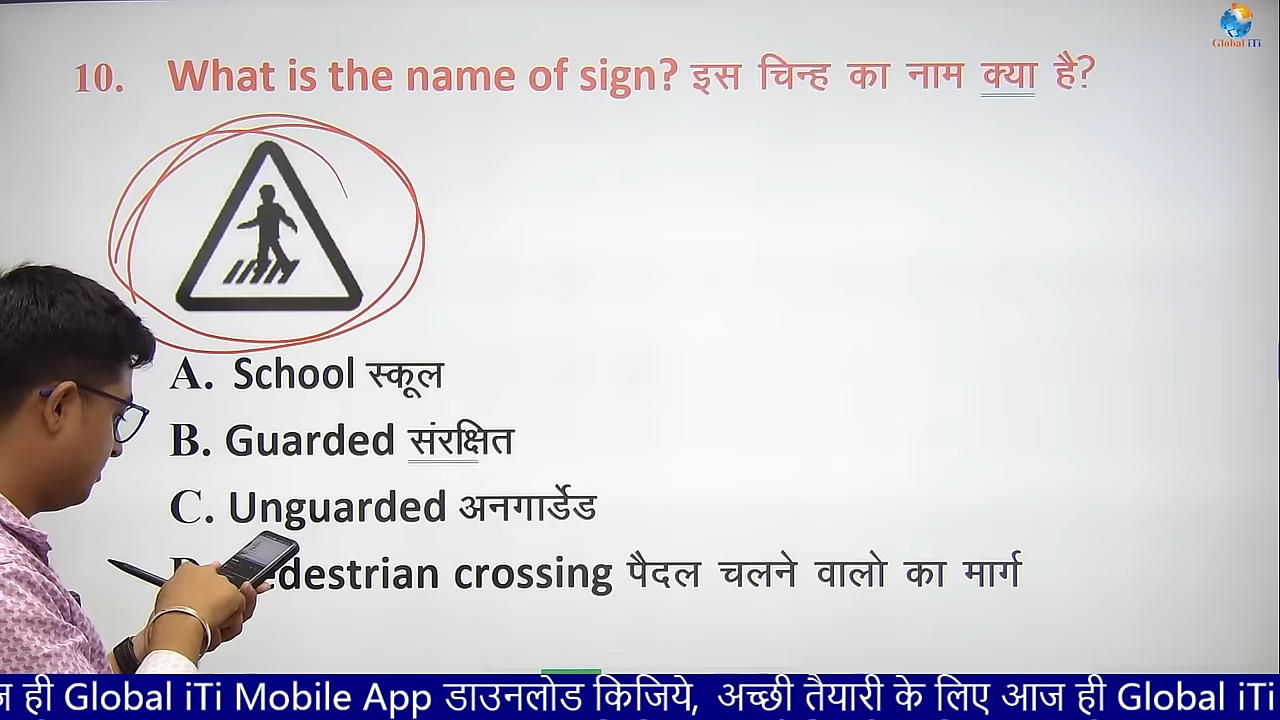 Global iTi
10. What is the name of sign? इस चिन्ह का नाम क्या है?
A. School स्कूल
B. Guarded संरक्षित
C. Unguarded अनगार्डेड
crossing पैदल चलने वालो का मार्ग
ही Global iTi Mobile App डाउनलोड किजिये, अच्छी तैयारी के लिए आज ही Global iTi